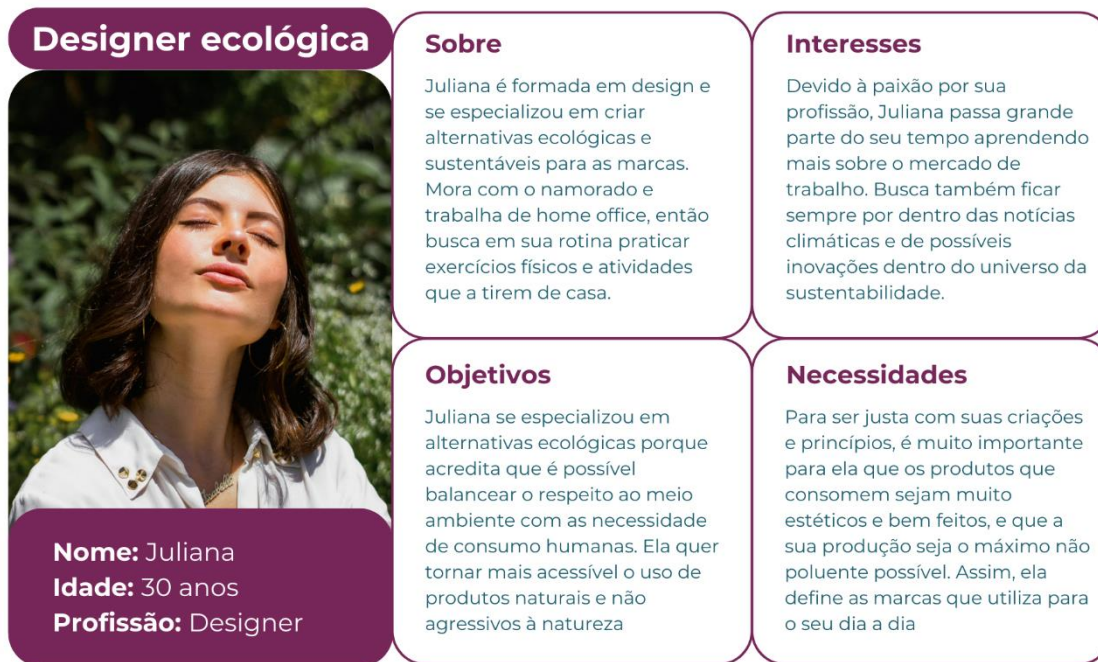 Designer ecológica
Nome: Juliana
Idade: 30 anos
Profissão: Designer
Sobre
Juliana é formada em design e
se especializou em criar
alternativas ecológicas e
sustentáveis para as marcas.
Mora com o namorado e
trabalha de home office, então
busca em sua rotina praticar
exercícios físicos e atividades
que a tirem de casa.
Interesses
Devido à paixão por sua
profissão, Juliana passa grande
parte do seu tempo aprendendo
mais sobre o mercado de
trabalho. Busca também ficar
sempre por dentro das notícias
climáticas e de possíveis
inovações dentro do universo da
sustentabilidade.
Objetivos
Juliana se especializou em
alternativas ecológicas porque
acredita que é possível
balancear o respeito ao meio
ambiente com as necessidade
de consumo humanas. Ela quer
tornar mais acessível o uso de
produtos naturais e não
agressivos à natureza
Necessidades
Para ser justa com suas criações
e princípios, é muito importante
para ela que os produtos que
consomem sejam muito
estéticos e bem feitos, e que a
sua produção seja o máximo não
poluente possível. Assim, ela
define as marcas que utiliza para
o seu dia a dia